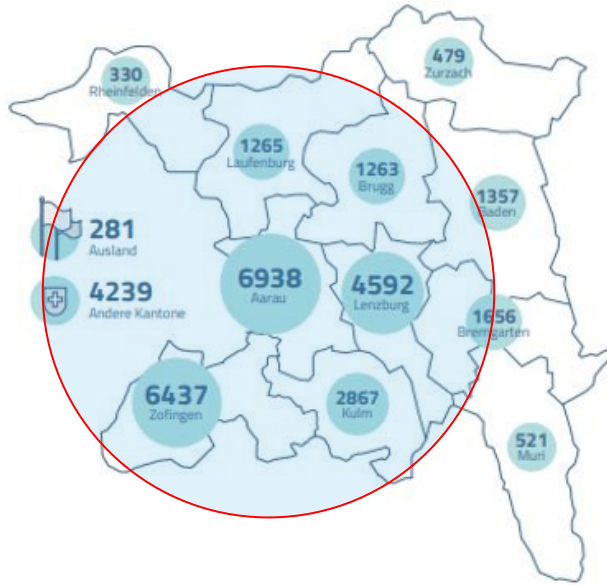 479
Zurzach
330
Rheinfelden
1265
Laufenburg
1263
Brugg
1357
Baden
281
Ausland
4239
Andere Kantone
6938
Aarau
4592
Lenzburg
1656
Bremgarten
6437
Zofingen
2867
Kulm
521
Muri